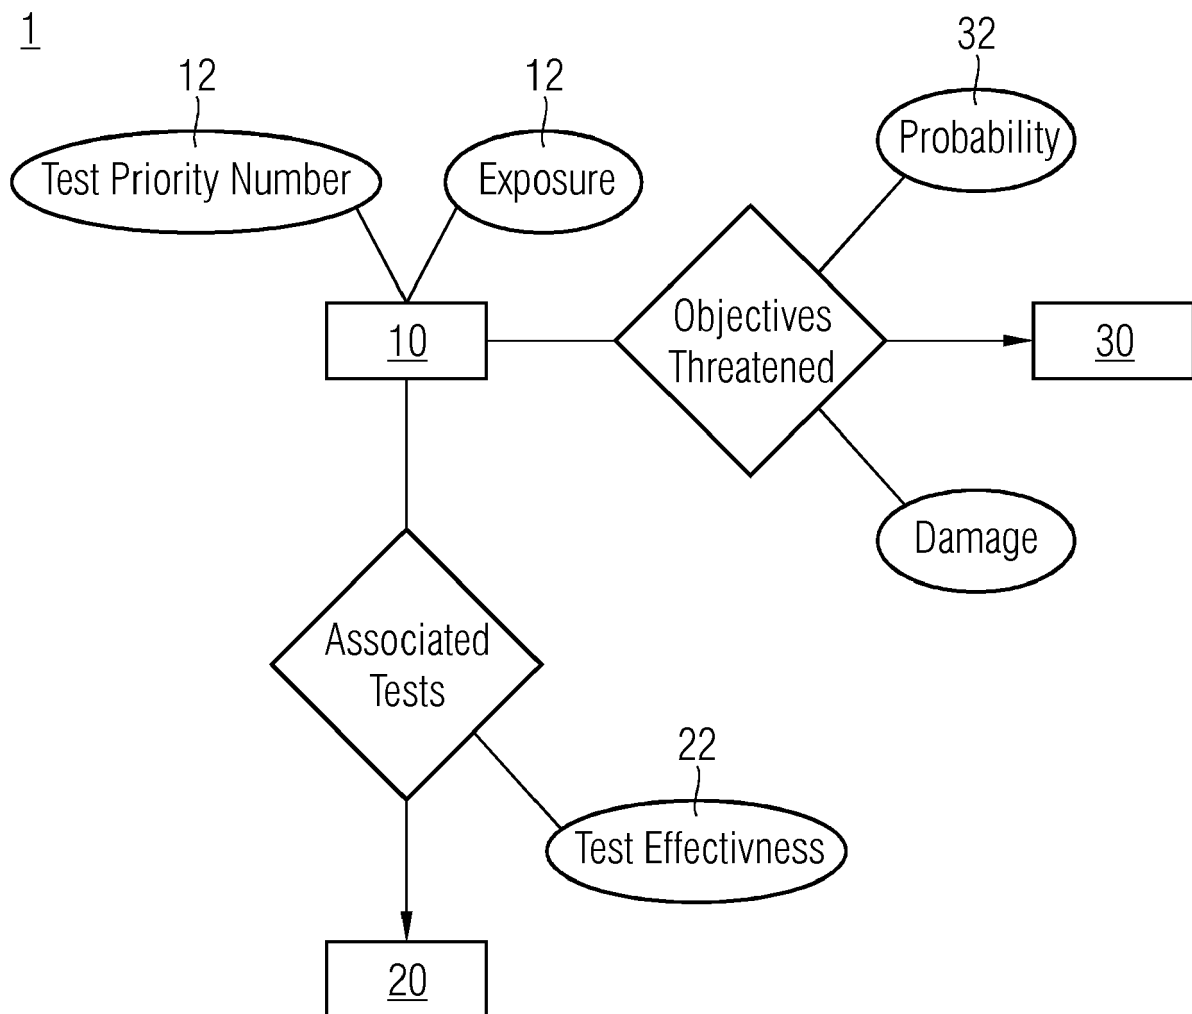 1
12
12
32
Test Priority Number
Exposure
Probability
10
Objectives
Threatened
30
Damage
Associated
Tests
22
Test Effectivness
20